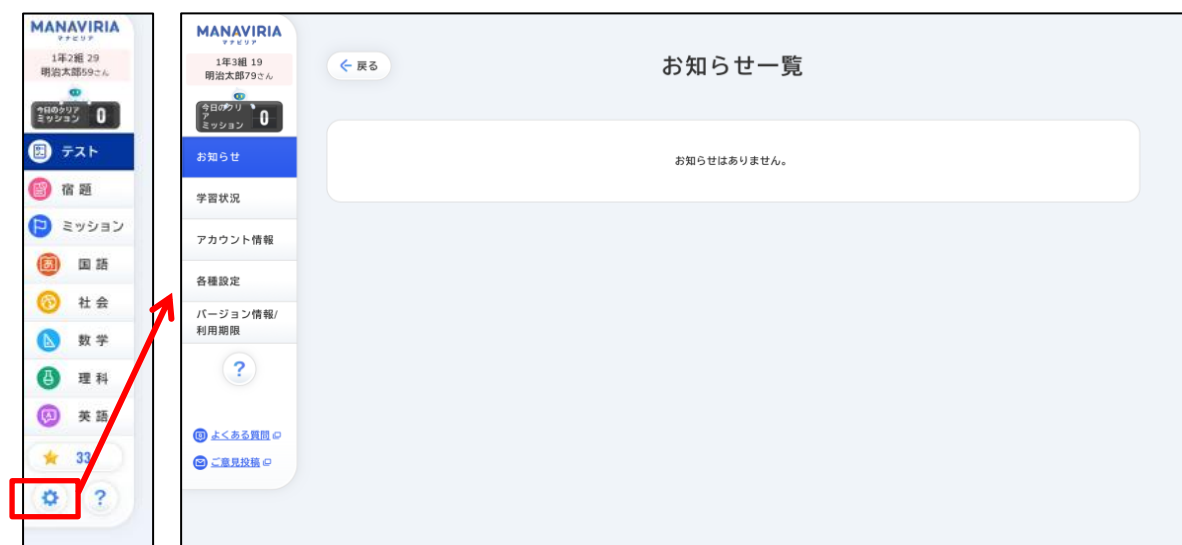 MANAVIRIA
マナビリア
1年2組 29
明治太郎59さん
今日のクリア
ミッション
0
テスト
宿題
ミッション
国語
社会
数学
理科
英語
33
?
MANAVIRIA
マナビリア
1年3組 19
明治太郎79さん
今日のクリ
ア
ミッション
0
お知らせ
学習状況
アカウント情報
各種設定
バージョン情報/
利用期限
?
よくある質問
ご意見投稿
戻る
お知らせ一覧
お知らせはありません。